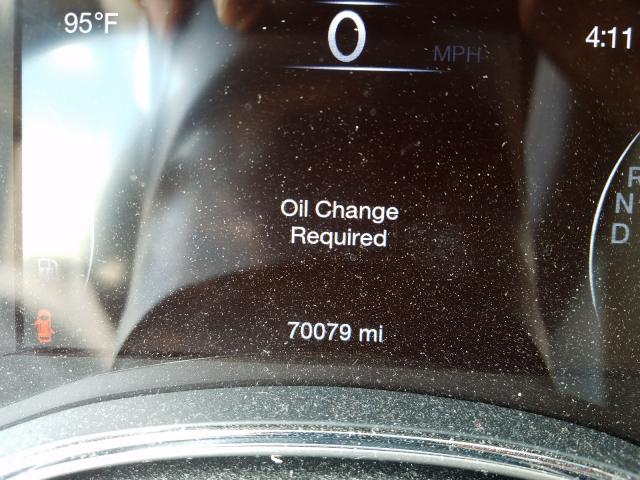 95°F
0
MPH
4:11
Oil Change
Required
R
N
D
70079 mi